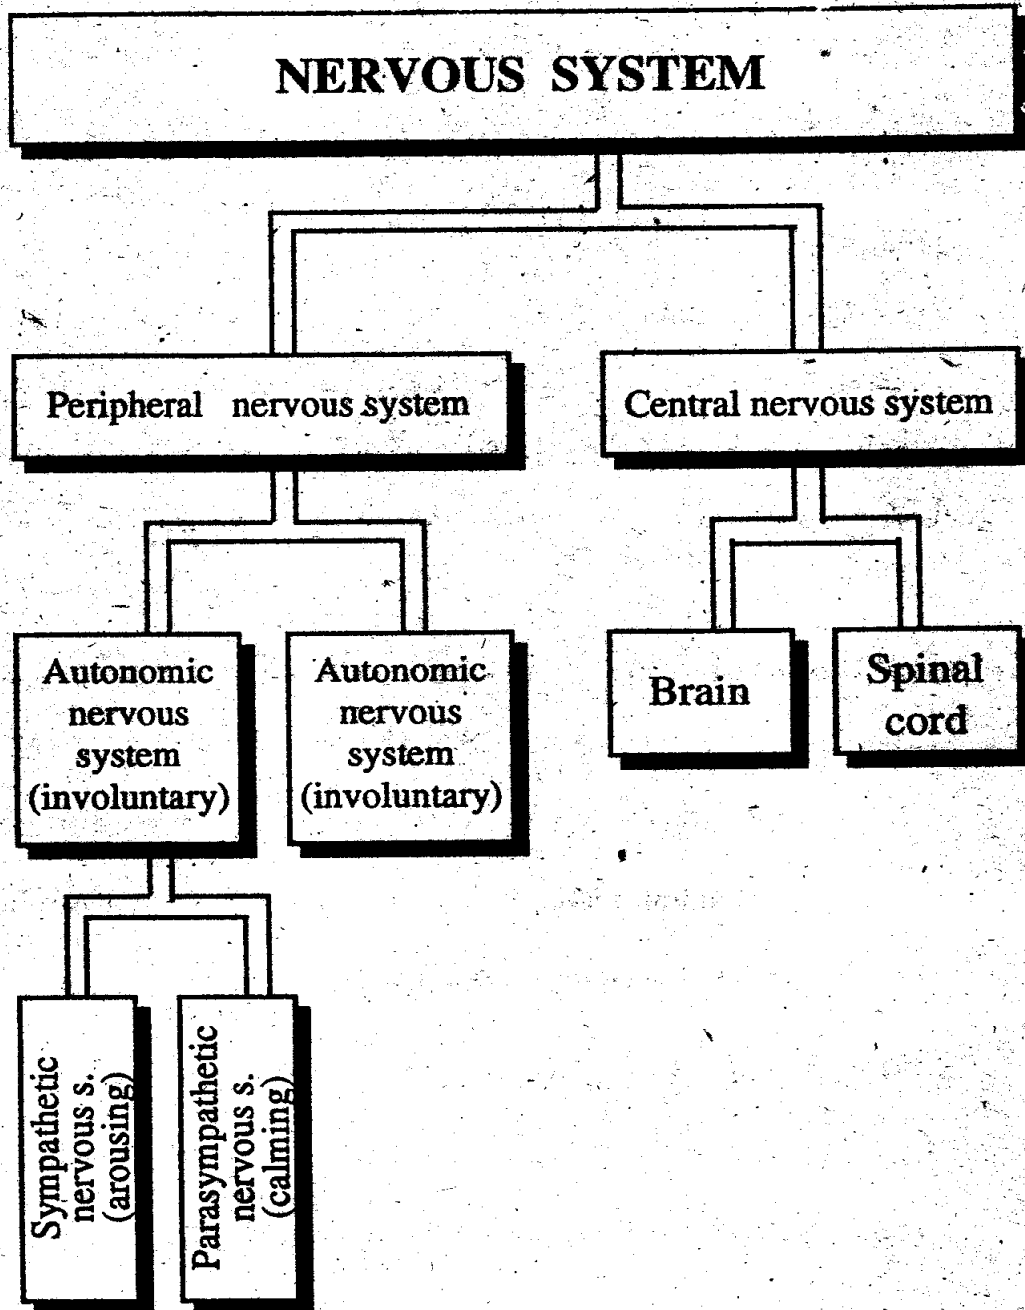 NERVOUS SYSTEM
Peripheral nervous system
Central nervous system
Autonomic
nervous
system
(involuntary)
Autonomic
nervous
system
(involuntary)
Brain
Spinal
cord
Sympathetic
nervous s.
(arousing)
Parasympathetic
nervous s.
(calming)